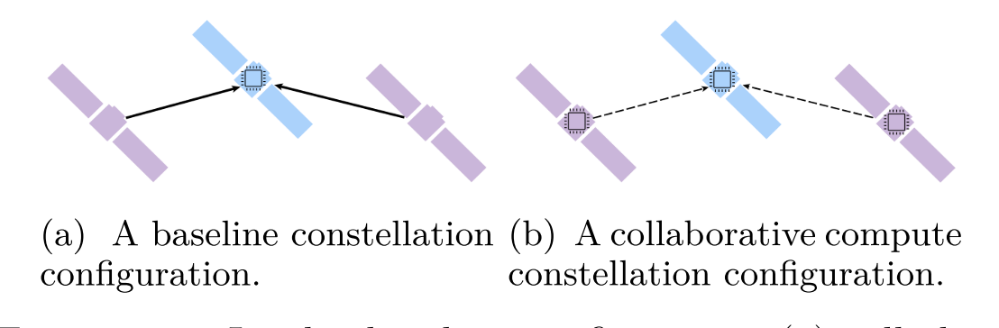 (a) A baseline constellation
configuration.
(b) A collaborative compute
constellation configuration.